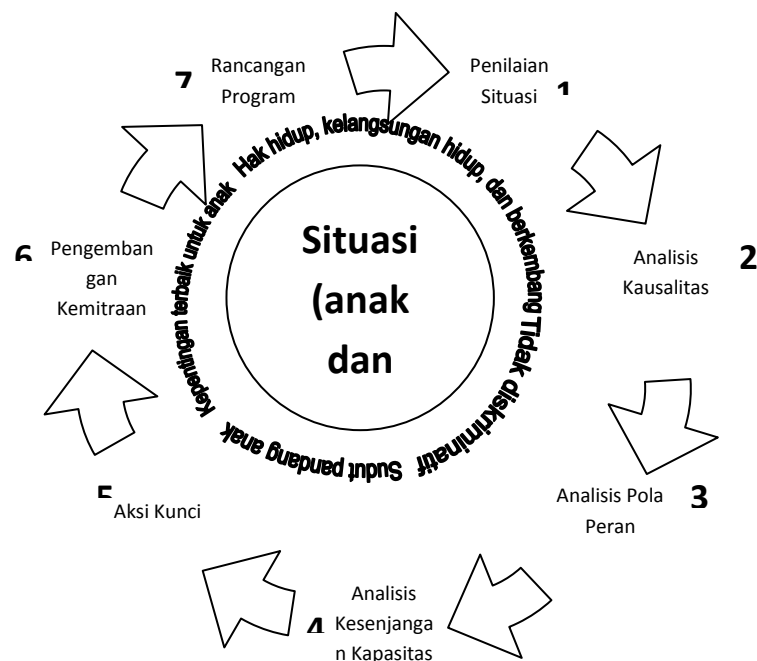 7 Rancangan
Program
Penilaian
Situasi 1
Hak hidup, kelangsungan hidup, dan berkembang
Tidak diskriminatif
Sudut pandang anak
Kepentingan terbaik untuk anak
Situasi
(anak
dan
Analisis
Kausalitas
2
Analisis Pola
Peran
3
4
Analisis
Kesenjanga
n Kapasitas
5
Aksi Kunci
6
Pengemban
gan
Kemitraan